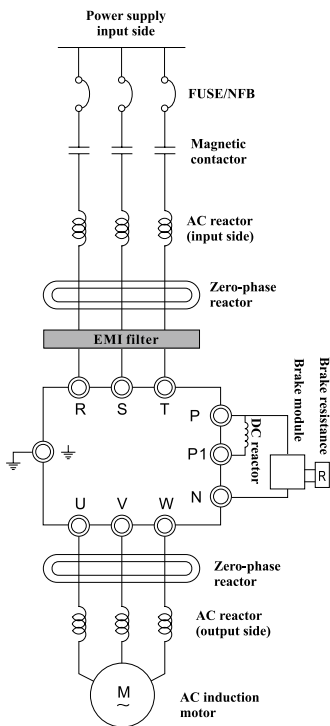 Power supply
input side
FUSE/NFB
Magnetic
contactor
AC reactor
(input side)
Zero-phase
reactor
EMI filter
R S T
P
P1
N
DC reactor
Brake module
Brake resistance
R
U V W
Zero-phase
reactor
AC reactor
(output side)
M
~
AC induction
motor